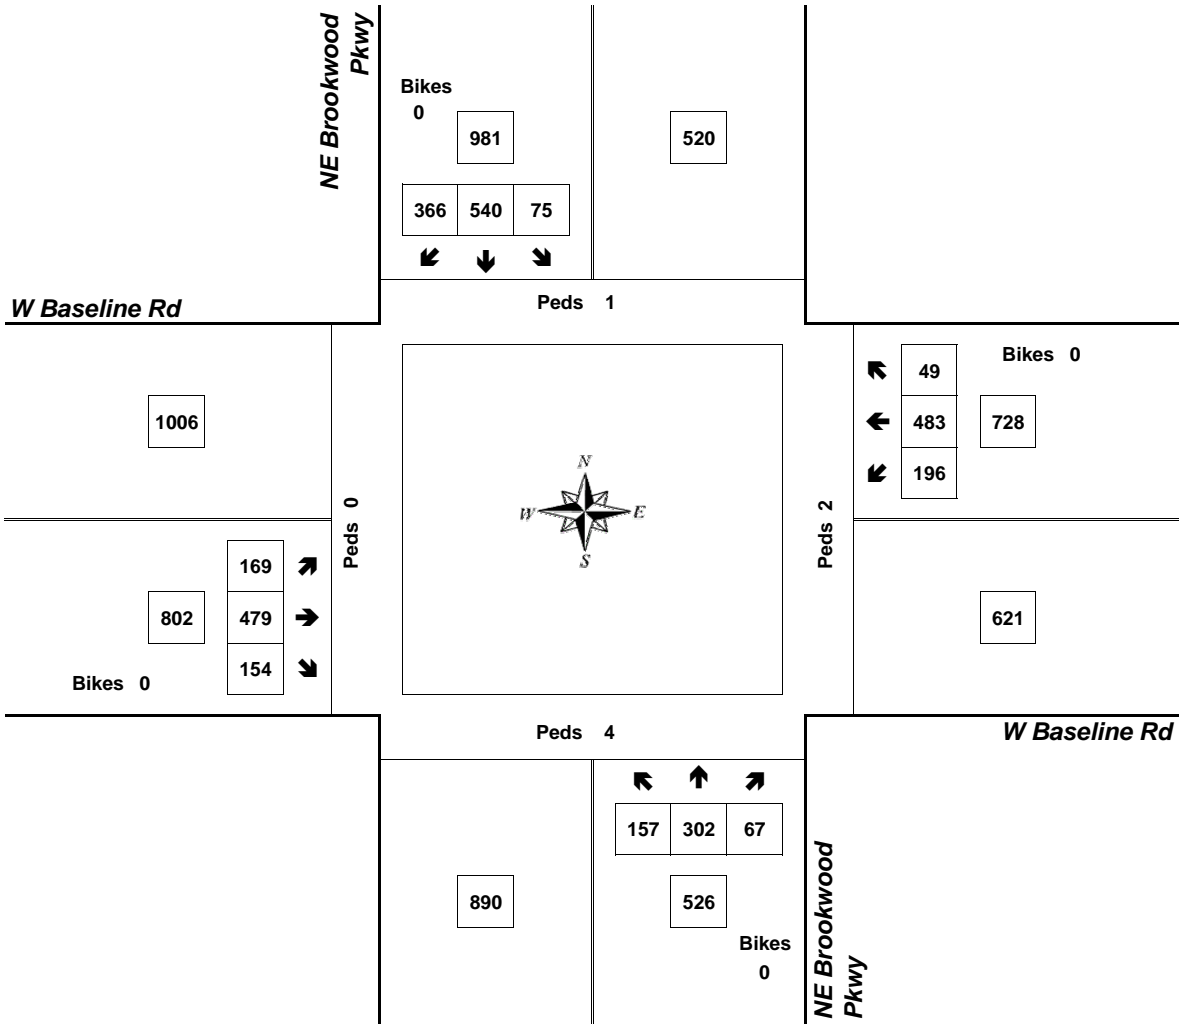 NE Brookwood
Pkwy
Bikes
0
981
520
366 540 75
W Baseline Rd
Peds 1
1006
49
483
196
728
Bikes 0
N
W E
S
Peds 0
Peds 2
802
169
479
154
Bikes 0
621
Peds 4
W Baseline Rd
157 302 67
890
526
Bikes
0
NE Brookwood
Pkwy